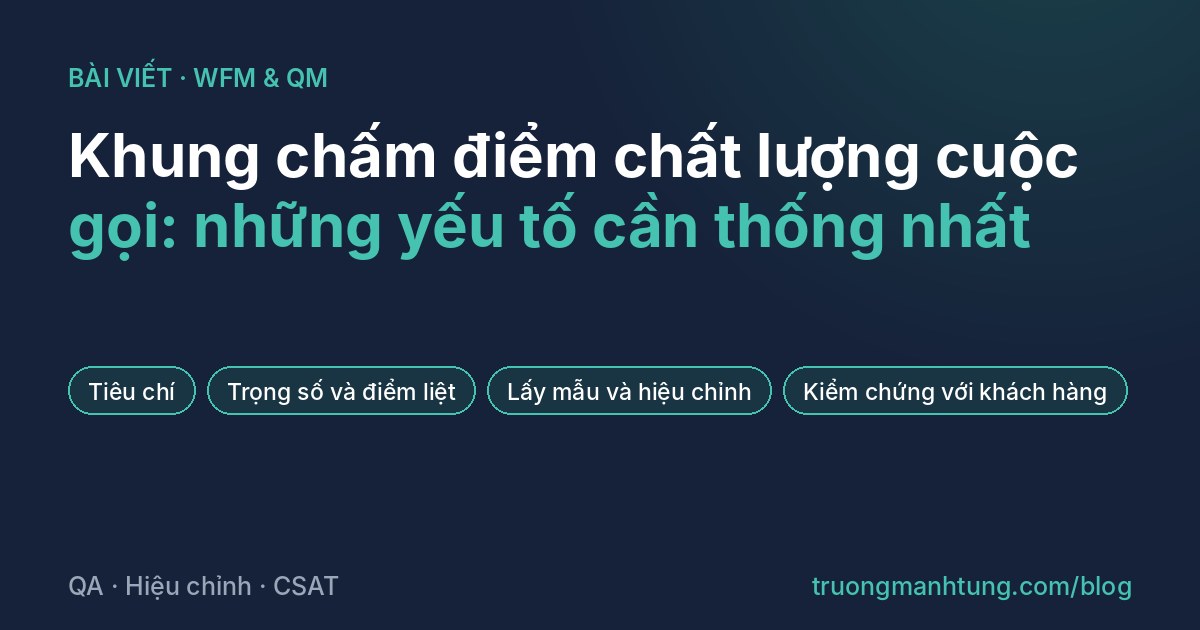 BÀI VIẾT · WFM & QM
Khung chấm điểm chất lượng cuộc
gọi: những yếu tố cần thống nhất
Tiêu chí
Trọng số và điểm liệt
Lấy mẫu và hiệu chỉnh
Kiểm chứng với khách hàng
QA · Hiệu chỉnh · CSAT
truongmanhtung.com/blog